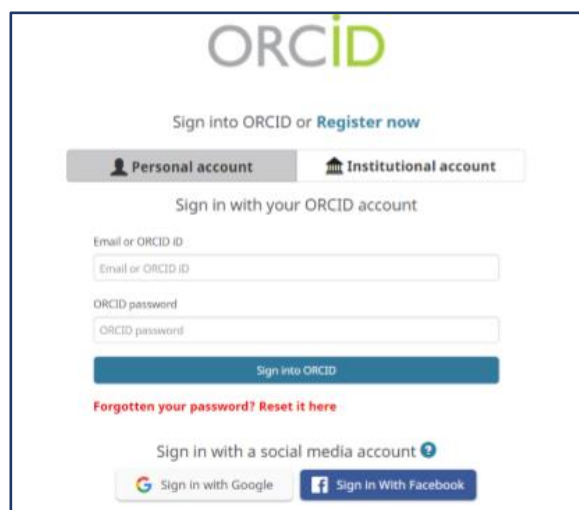 ORCiD
Sign into ORCID or Register now
Personal account
Institutional account
Sign in with your ORCID account
Email or ORCID iD
Email or ORCID iD
ORCID password
ORCID password
Sign into ORCID
Forgotten your password? Reset it here
Sign in with a social media account ?
Sign in with Google
Sign In With Facebook